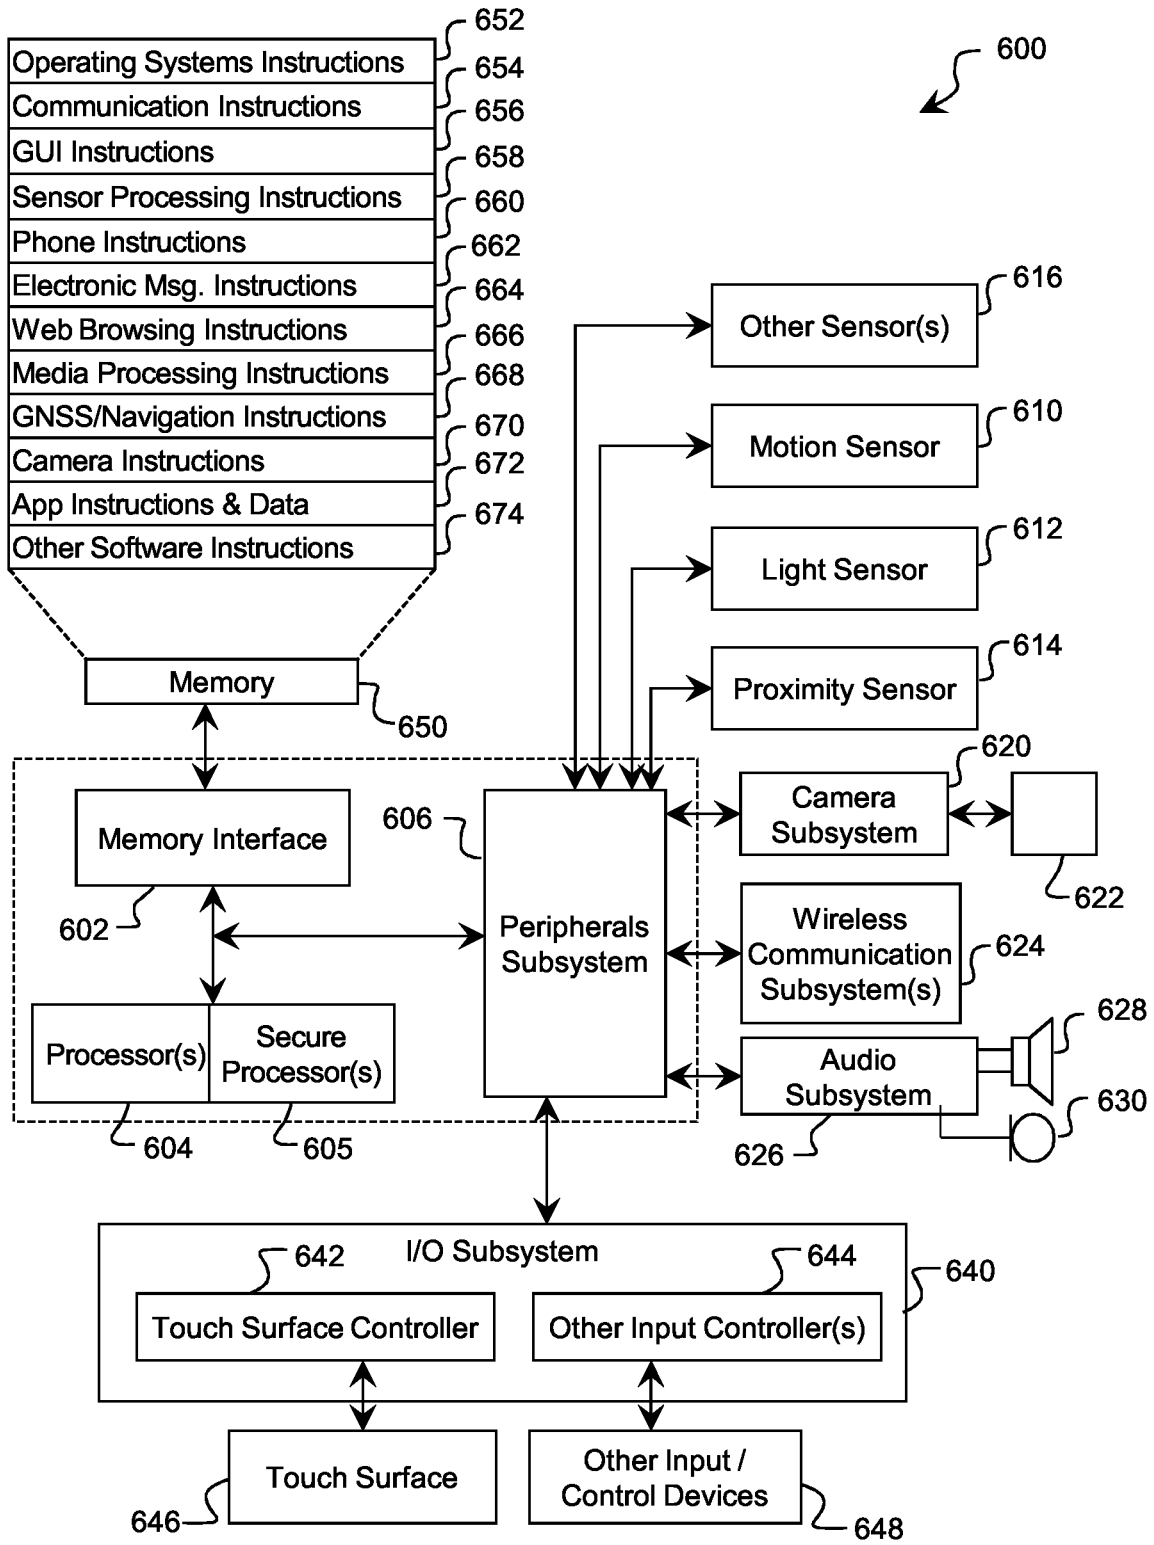 652
Operating Systems Instructions
654
Communication Instructions
656
GUI Instructions
658
Sensor Processing Instructions
660
Phone Instructions
662
Electronic Msg. Instructions
664
Web Browsing Instructions
666
Media Processing Instructions
668
GNSS/Navigation Instructions
670
Camera Instructions
672
App Instructions & Data
674
Other Software Instructions
Memory
650
600
616
Other Sensor(s)
610
Motion Sensor
612
Light Sensor
614
Proximity Sensor
620
Camera
Subsystem
622
Memory Interface
602
606
Peripherals
Subsystem
Wireless
Communication
Subsystem(s)
624
Processor(s)
Secure
Processor(s)
604
605
Audio
Subsystem
626
628
630
I/O Subsystem
642
644
640
Touch Surface Controller
Other Input Controller(s)
Touch Surface
646
Other Input /
Control Devices
648